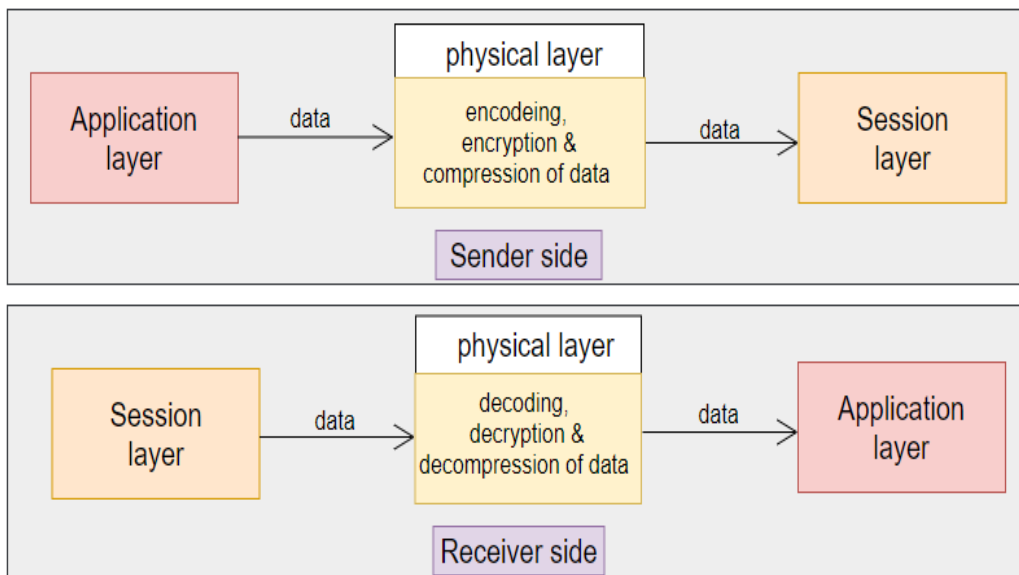 physical layer
Application
layer
data
encodeing,
encryption &
compression of data
data
Session
layer
Sender side
physical layer
Session
layer
data
decoding,
decryption &
decompression of data
data
Application
layer
Receiver side